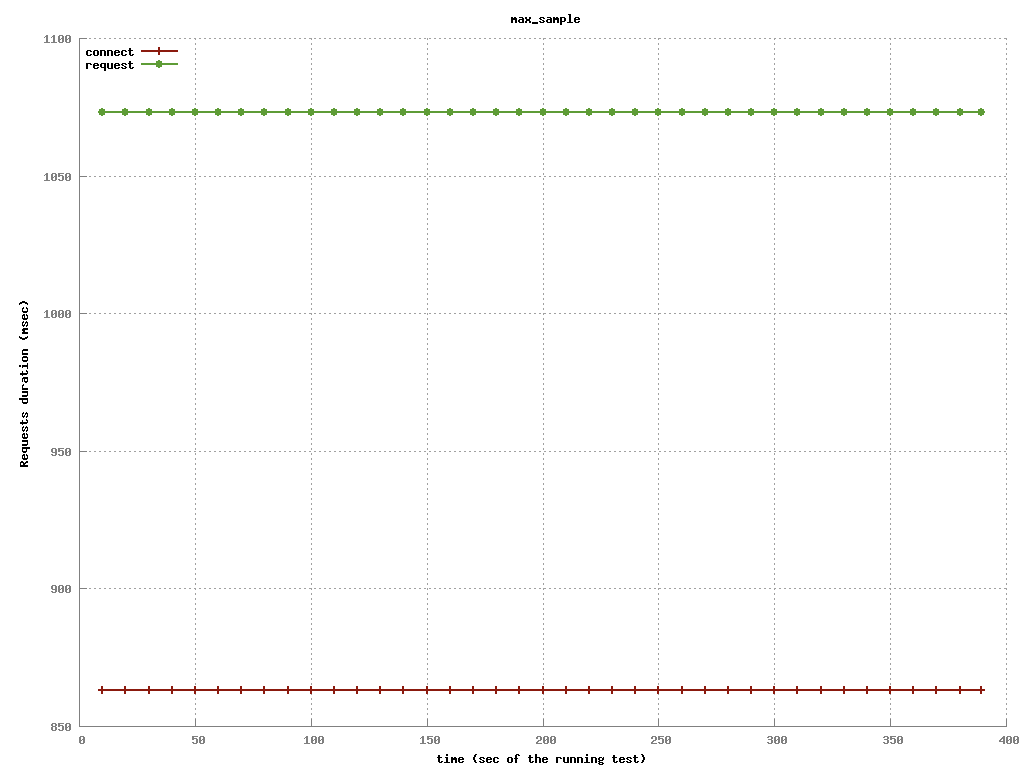 max_sample
1100
connect
request
1050
1000
Requests duration (msec)
950
900
850
0 50 100 150 200 250 300 350 400
time (sec of the running test)